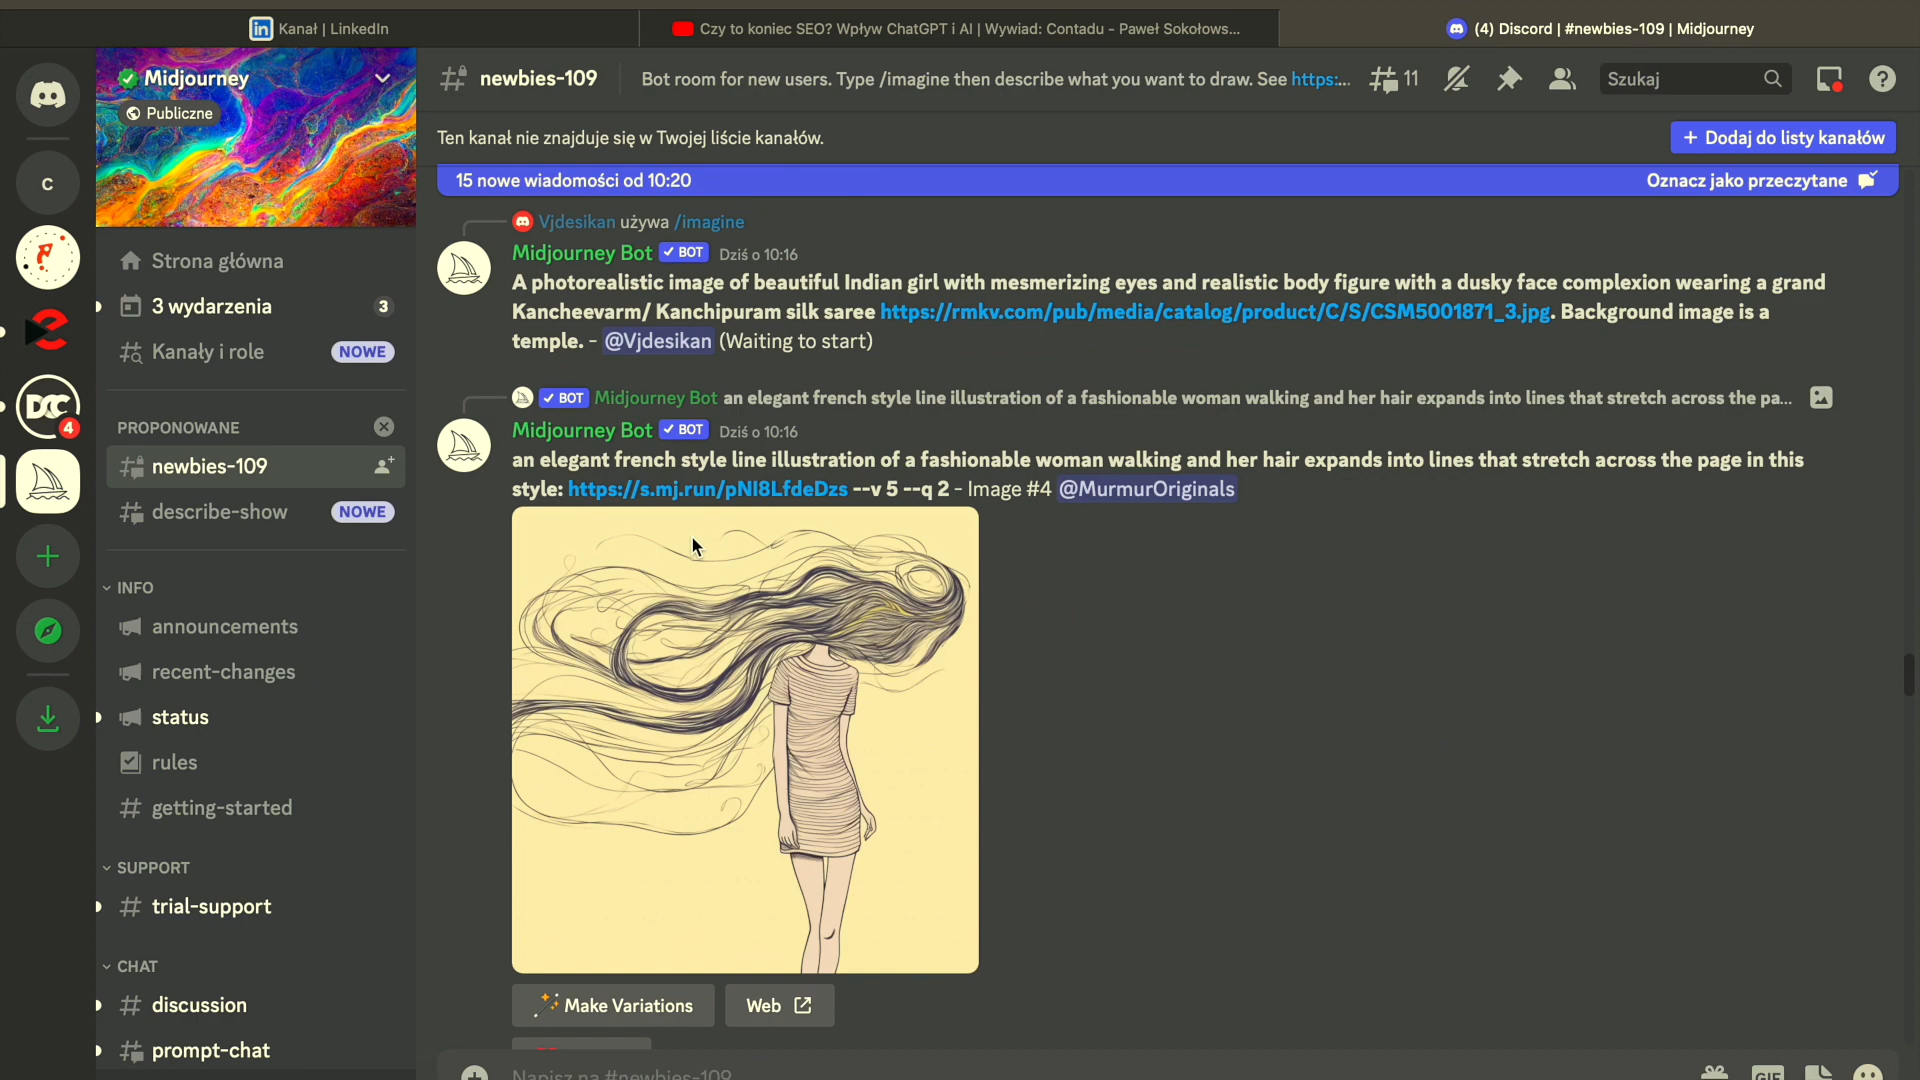 Kanał | LinkedIn
Czy to koniec SEO? Wpływ ChatGPT i AI | Wywiad: Contadu - Paweł Sokołows...
(4) Discord | #newbies-109 | Midjourney
Midjourney
Publiczne
newbies-109
Bot room for new users. Type /imagine then describe what you want to draw. See https:...
11
Szukaj
Ten kanał nie znajduje się w Twojej liście kanałów.
+ Dodaj do listy kanałów
15 nowe wiadomości od 10:20
Oznacz jako przeczytane
C
Strona główna
3 wydarzenia
3
Kanały i role
NOWE
PROPONOWANE
newbies-109
describe-show
NOWE
INFO
announcements
recent-changes
status
rules
getting-started
SUPPORT
trial-support
CHAT
discussion
prompt-chat
DCC
4
Vjdesikan używa /imagine
Midjourney Bot ✓ BOT Dziś o 10:16
A photorealistic image of beautiful Indian girl with mesmerizing eyes and realistic body figure with a dusky face complexion wearing a grand
Kancheevarm/ Kanchipuram silk saree https://rmkv.com/pub/media/catalog/product/C/S/CSM5001871_3.jpg. Background image is a
temple. - @Vjdesikan (Waiting to start)
✓ BOT Midjourney Bot an elegant french style line illustration of a fashionable woman walking and her hair expands into lines that stretch across the pa...
Midjourney Bot ✓ BOT Dziś o 10:16
an elegant french style line illustration of a fashionable woman walking and her hair expands into lines that stretch across the page in this
style: https://s.mj.run/pNI8LfdeDzs --v 5 --q 2 - Image #4 @MurmurOriginals
Make Variations
Web
Napisz na #newbies-109
GIF